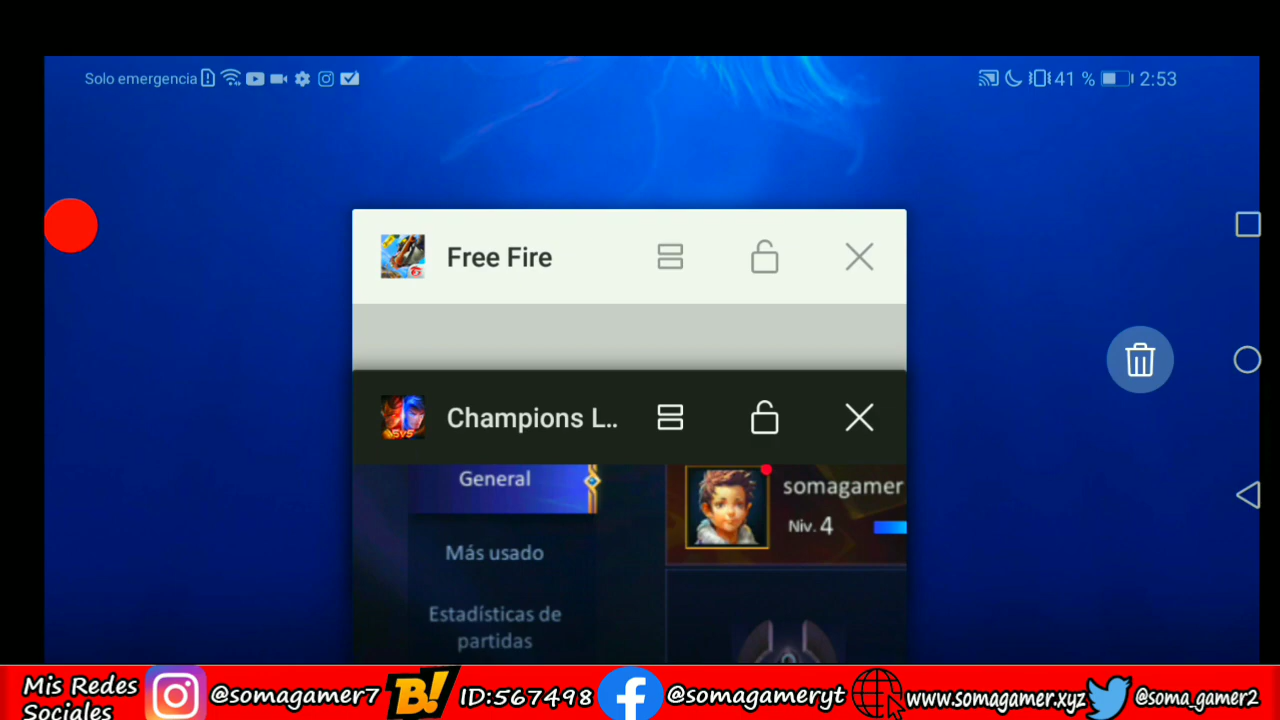 Solo emergencia
41 % 2:53
Free Fire
Champions L..
5V5
General
somagamer
Niv. 4
Más usado
Estadísticas de
partidas
Mis Redes
Sociales
@somagamer7
B!
ID:567498
@somagameryt
www.somagamer.xyz
@soma_gamer2